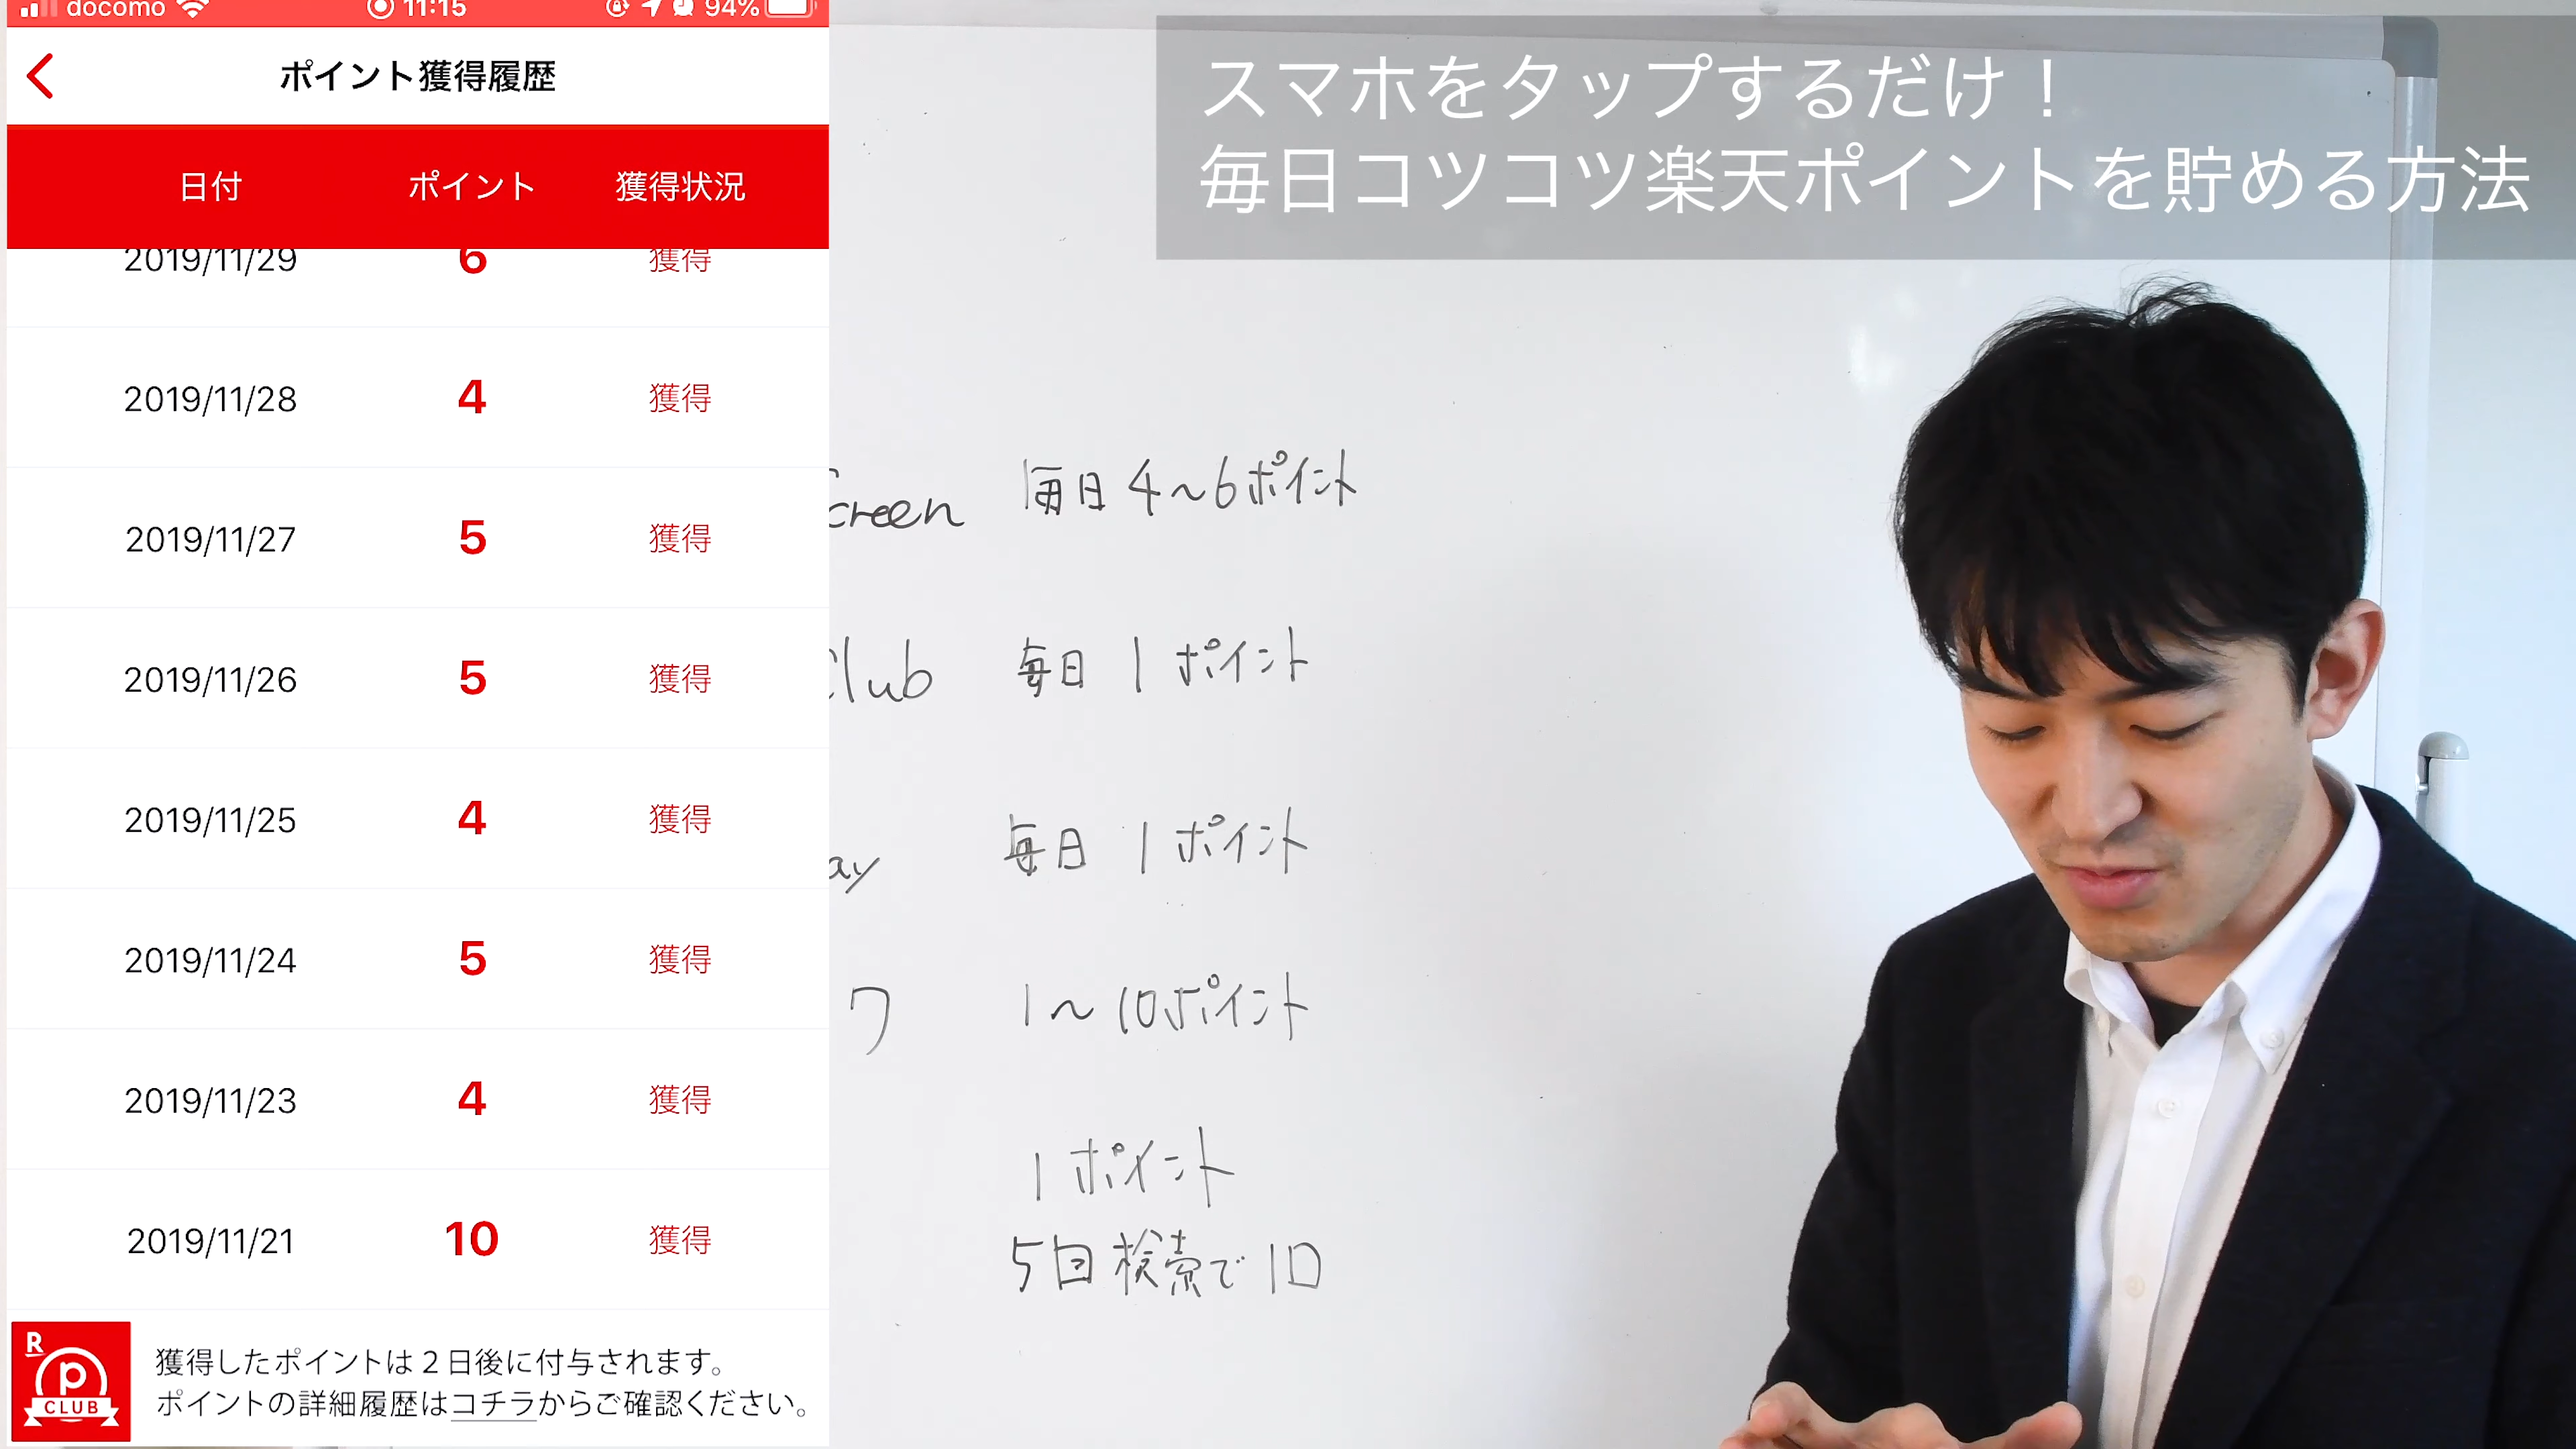 docomo 11:15 94%
ポイント獲得履歴
日付 ポイント 獲得状況
2019/11/29 6 獲得
2019/11/28 4 獲得
2019/11/27 5 獲得
2019/11/26 5 獲得
2019/11/25 4 獲得
2019/11/24 5 獲得
2019/11/23 4 獲得
2019/11/21 10 獲得
R
P
CLUB
獲得したポイントは２日後に付与されます。
ポイントの詳細履歴はコチラからご確認ください。
スマホをタップするだけ！
毎日コツコツ楽天ポイントを貯める方法
creen 毎日 4～6ポイント
Club 毎日 1 ポイント
ay 毎日 1 ポイント
ワ 1～10ポイント
1 ポイント
5回検索で10